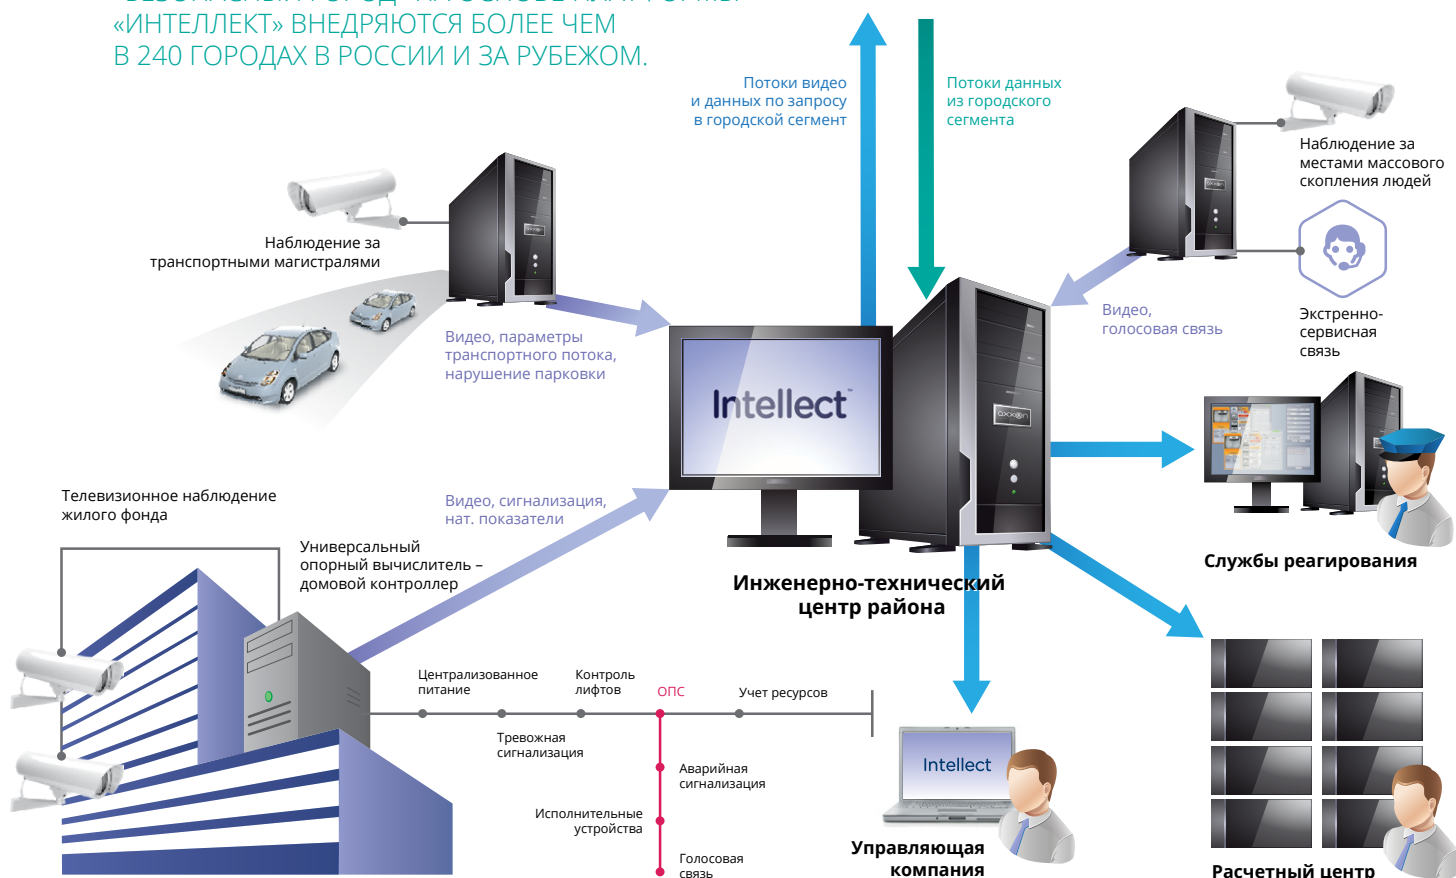 «ИНТЕЛЛЕКТ» ВНЕДРЯЮТСЯ БОЛЕЕ ЧЕМ
В 240 ГОРОДАХ В РОССИИ И ЗА РУБЕЖОМ.
Потоки видео
и данных по запросу
в городской сегмент
Потоки данных
из городского
сегмента
Наблюдение за
местами массового
скопления людей
Наблюдение за
транспортными магистралями
Видео, параметры
транспортного потока,
нарушение парковки
Видео,
голосовая связь
Экстренно-
сервисная
связь
Intellect™
axxon
Телевизионное наблюдение
жилого фонда
Видео, сигнализация,
нат. показатели
Универсальный
опорный вычислитель –
домовой контроллер
Инженерно-технический
центр района
Службы реагирования
Централизованное
питание
Контроль
лифтов
ОПС
Учет ресурсов
Тревожная
сигнализация
Аварийная
сигнализация
Исполнительные
устройства
Голосовая
связь
Intellect
Управляющая
компания
Расчетный центр